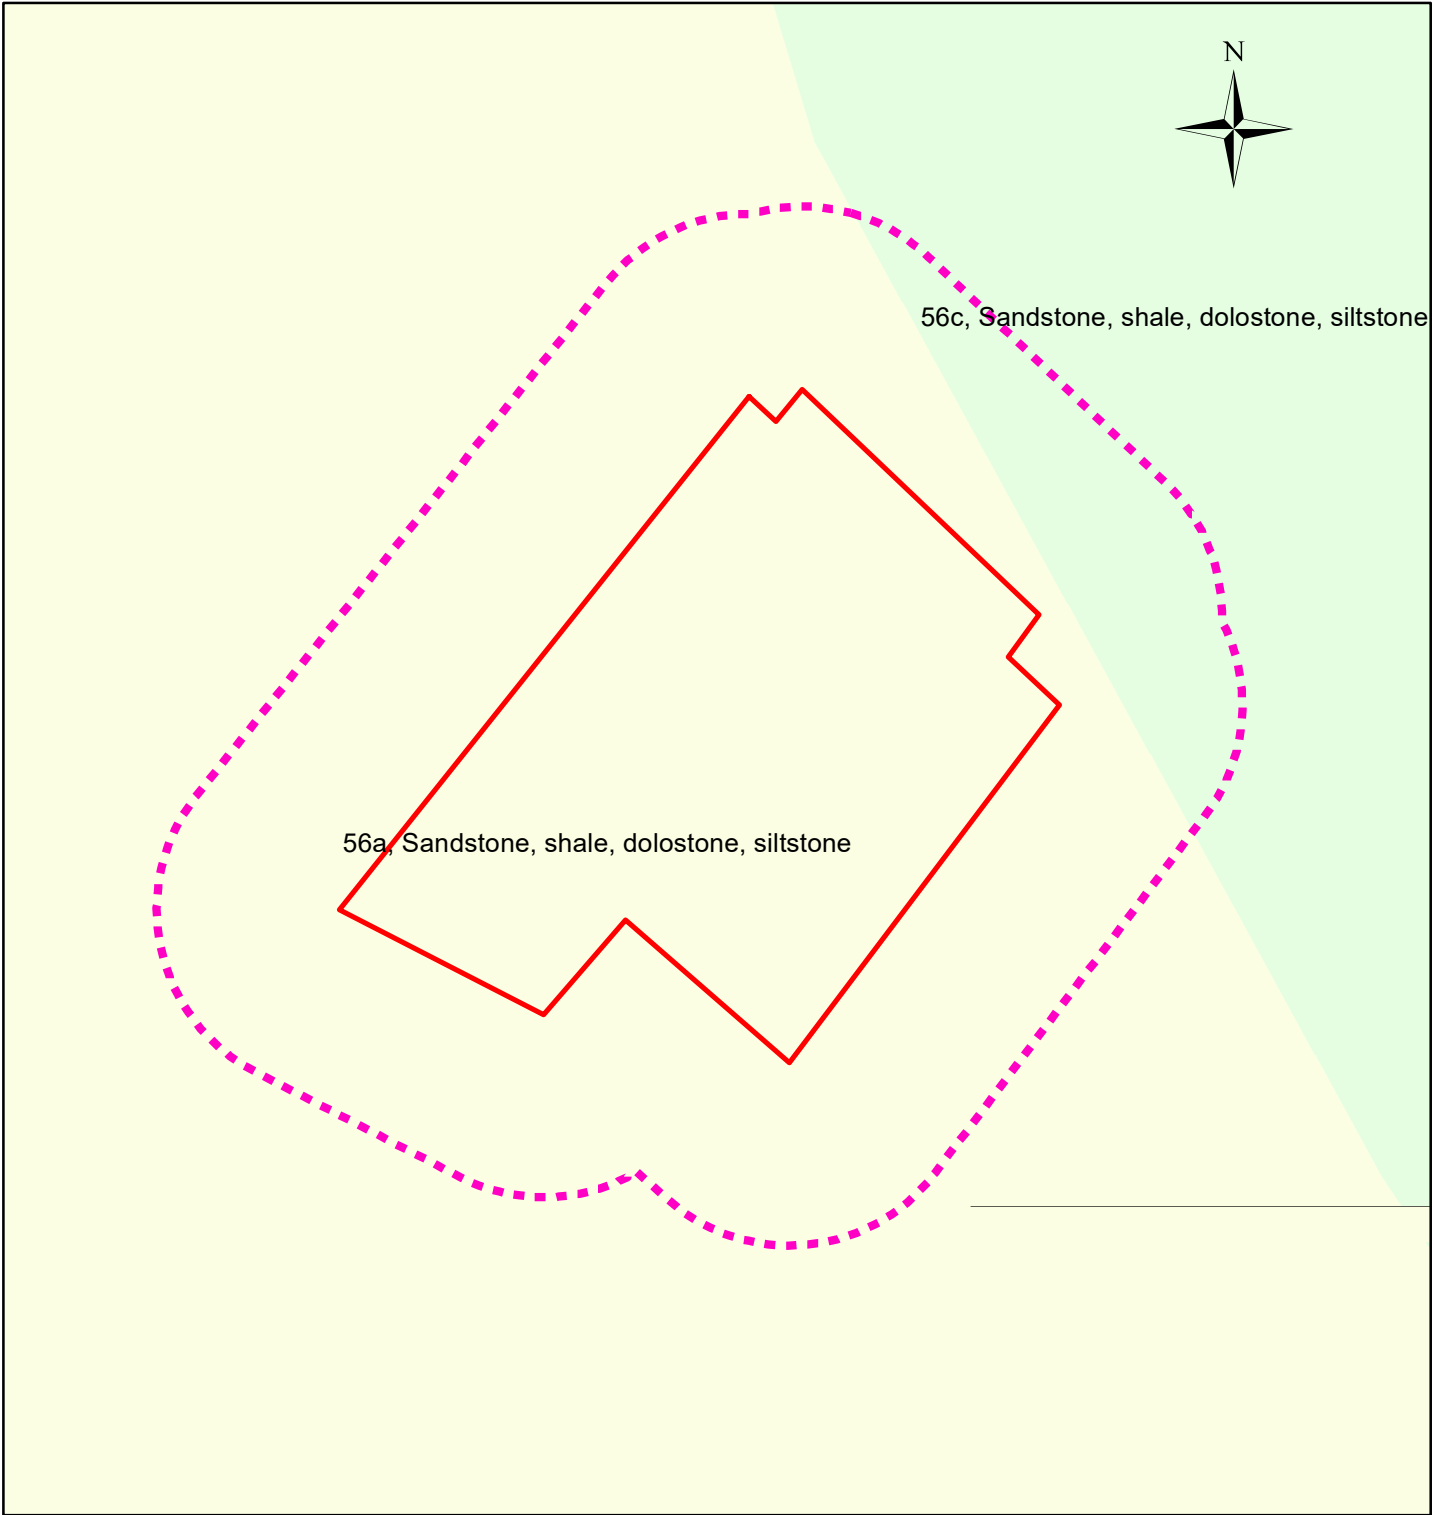 N
56c, Sandstone, shale, dolostone, siltstone
56a, Sandstone, shale, dolostone, siltstone